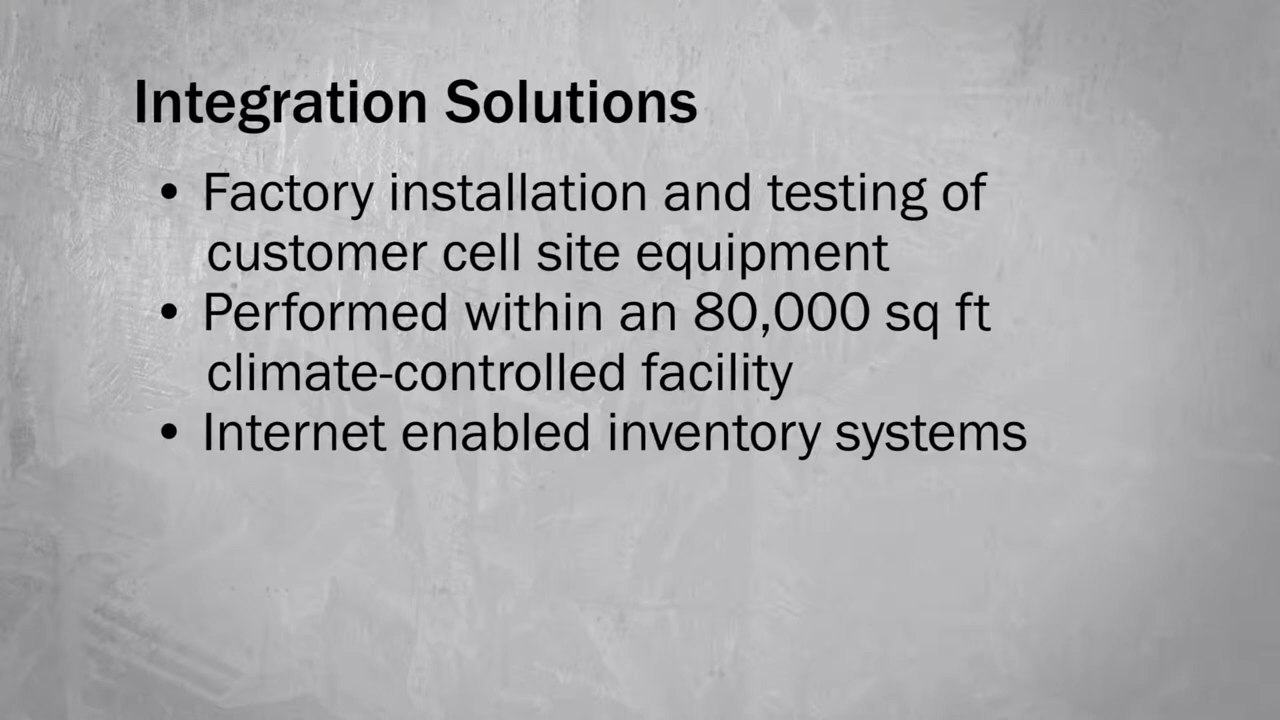 Integration Solutions
• Factory installation and testing of
customer cell site equipment
• Performed within an 80,000 sq ft
climate-controlled facility
• Internet enabled inventory systems